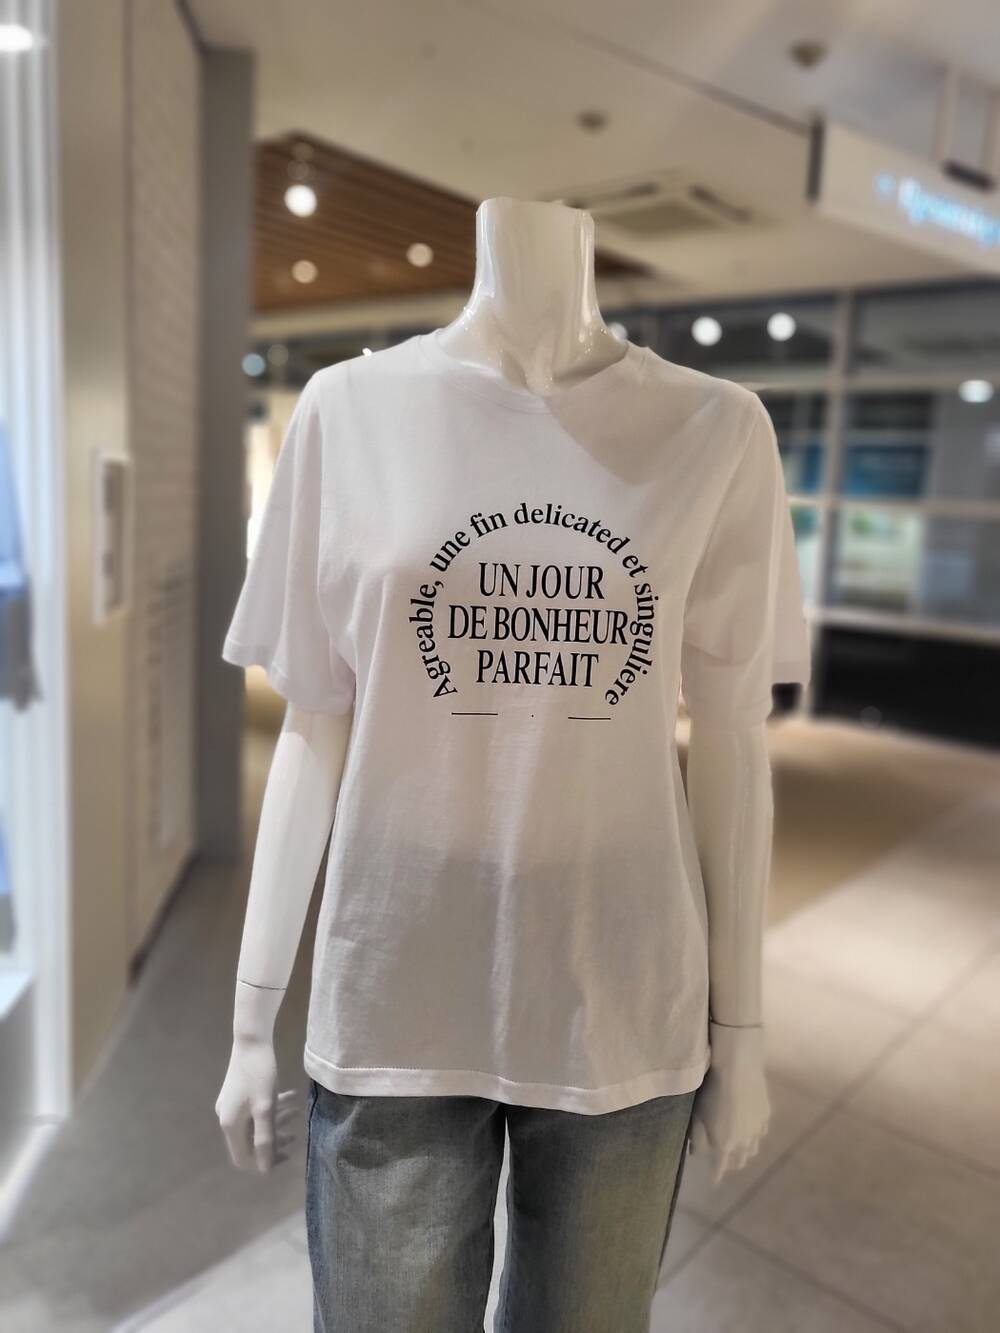 Agreable, une fin delicated et singuliere
UN JOUR
DE BONHEUR
PARFAIT